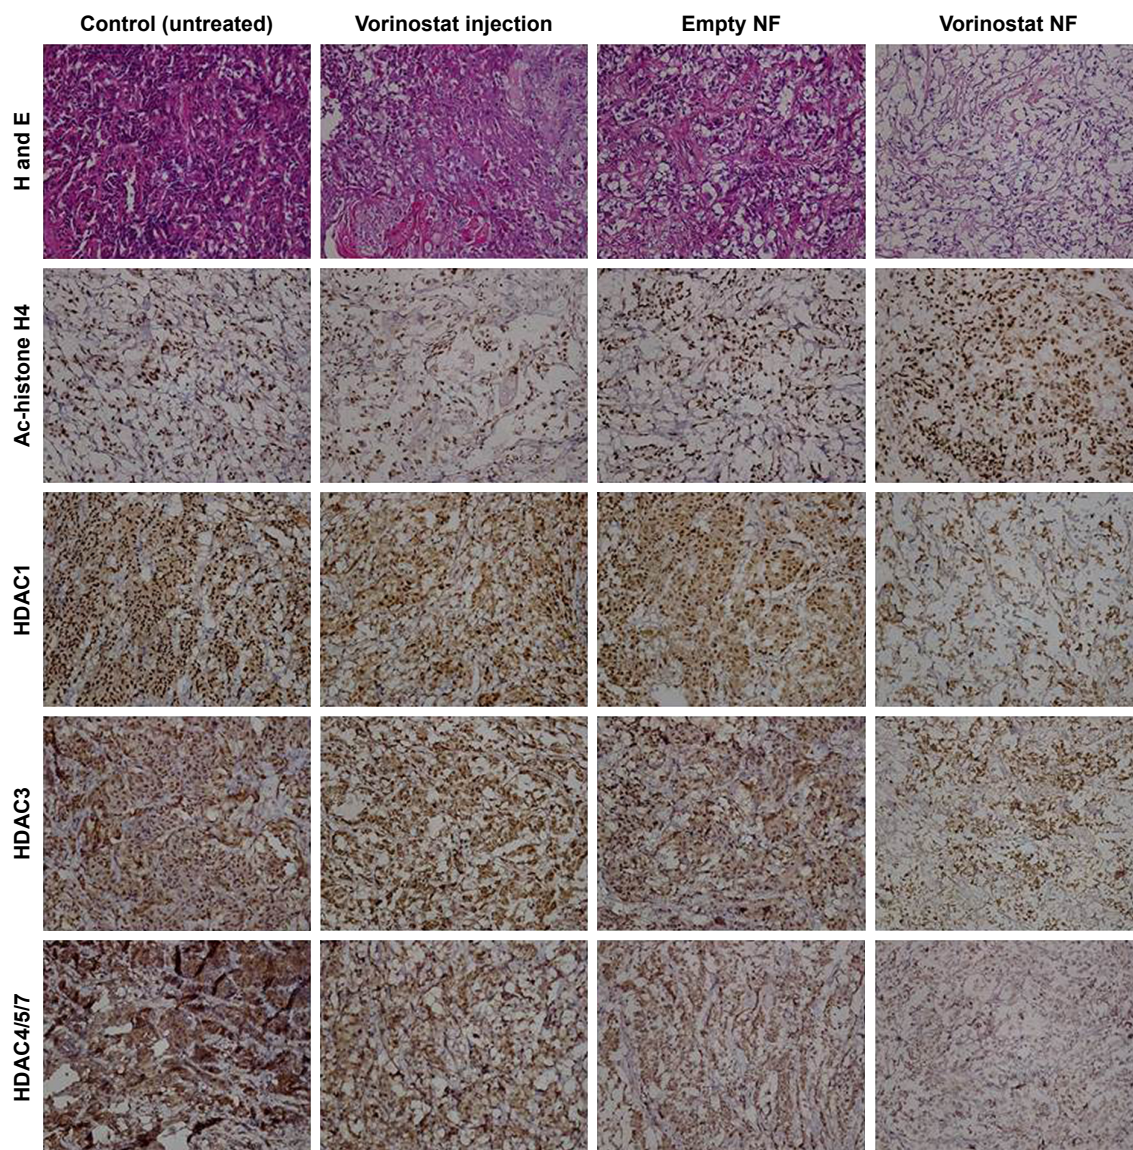 Control (untreated)
Vorinostat injection
Empty NF
Vorinostat NF
H and E
Ac-histone H4
HDAC1
HDAC3
HDAC4/5/7